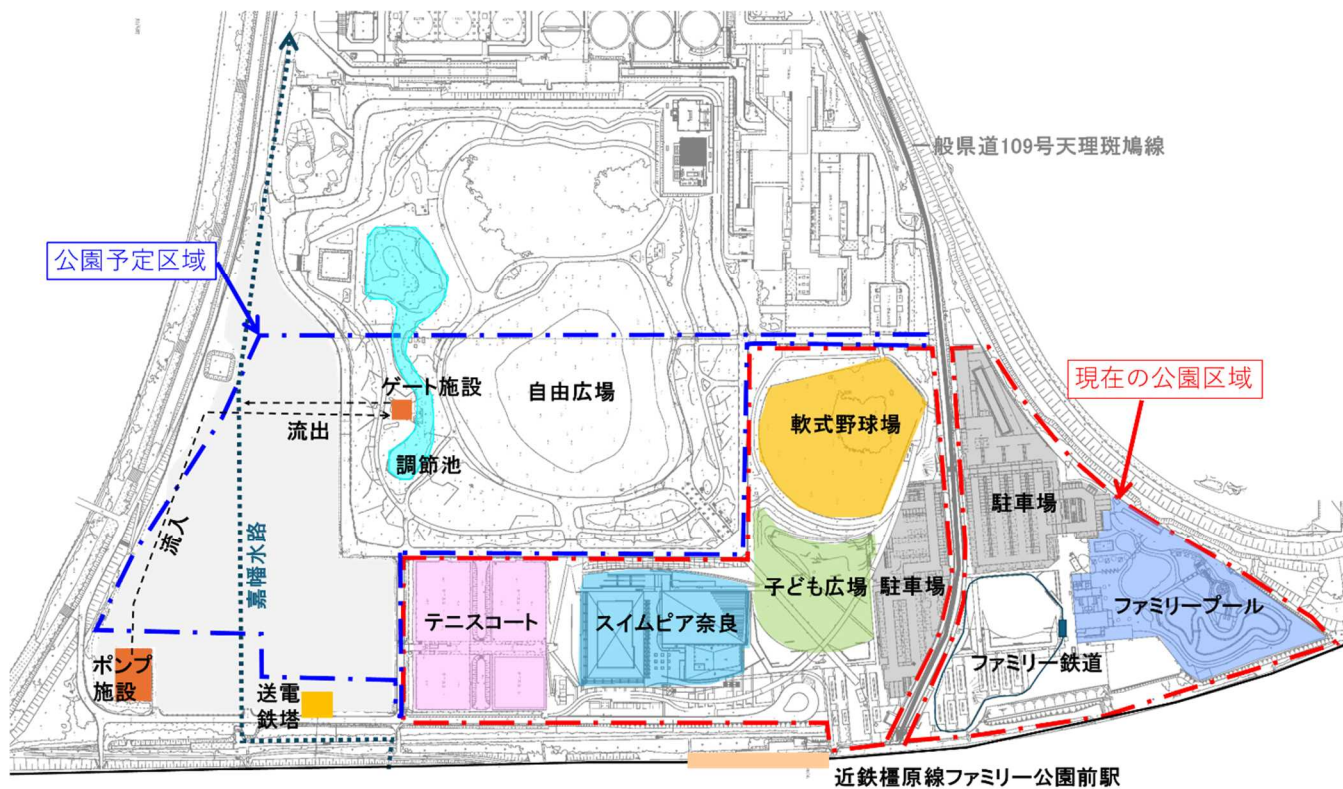 一般県道109号天理斑鳩線
公園予定区域
現在の公園区域
ゲート施設
自由広場
軟式野球場
流出
調節池
駐車場
流入
嘉幡水路
子ども広場
駐車場
テニスコート
スイムピア奈良
ファミリープール
ファミリー鉄道
ポンプ
施設
送電
鉄塔
近鉄橿原線ファミリー公園前駅